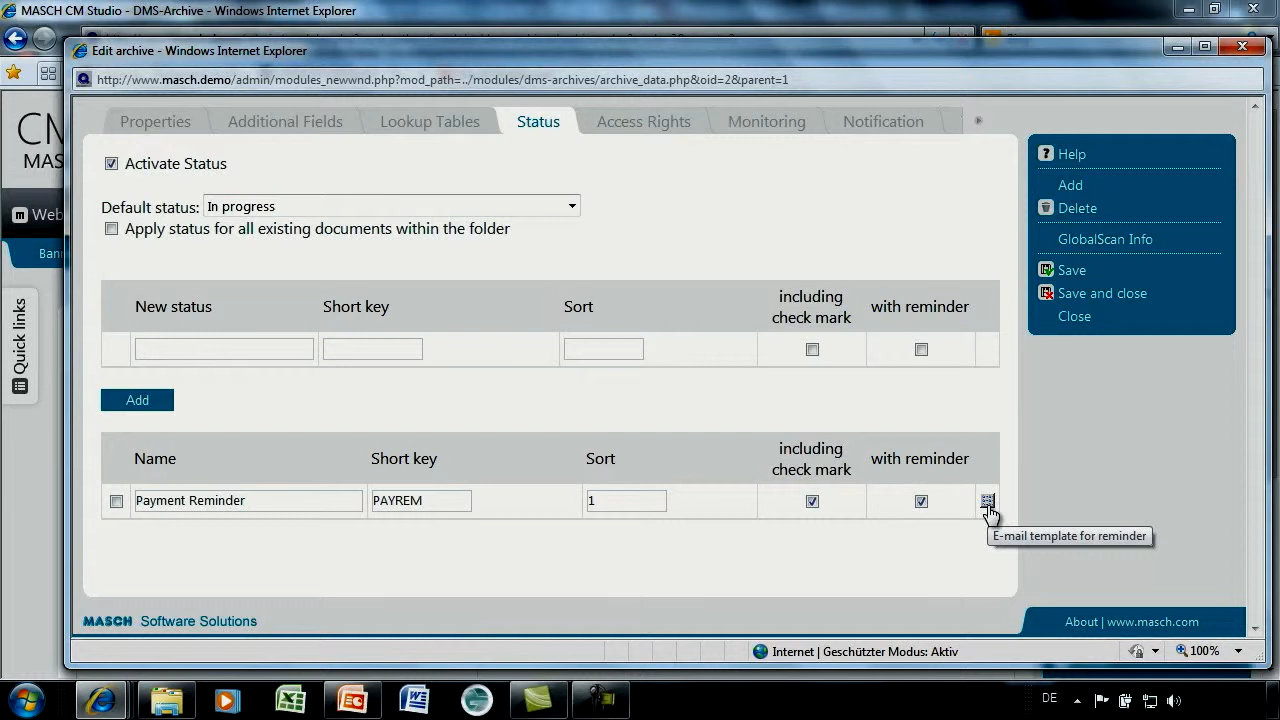 MASCH CM Studio - DMS-Archive - Windows Internet Explorer
Edit archive - Windows Internet Explorer
http://www.masch.demo/admin/modules_newwnd.php?mod_path=../modules/dms-archives/archive_data.php&oid=2&parent=1
CM
MASC
Web
Ban
Quick links
Properties Additional Fields Lookup Tables Status Access Rights Monitoring Notification
Activate Status
Default status: In progress
Apply status for all existing documents within the folder
New status Short key Sort including check mark with reminder
Add
Name Short key Sort including check mark with reminder
Payment Reminder PAYREM 1
E-mail template for reminder
Help
Add
Delete
GlobalScan Info
Save
Save and close
Close
MASCH Software Solutions
About | www.masch.com
Internet | Geschützter Modus: Aktiv
100%
DE